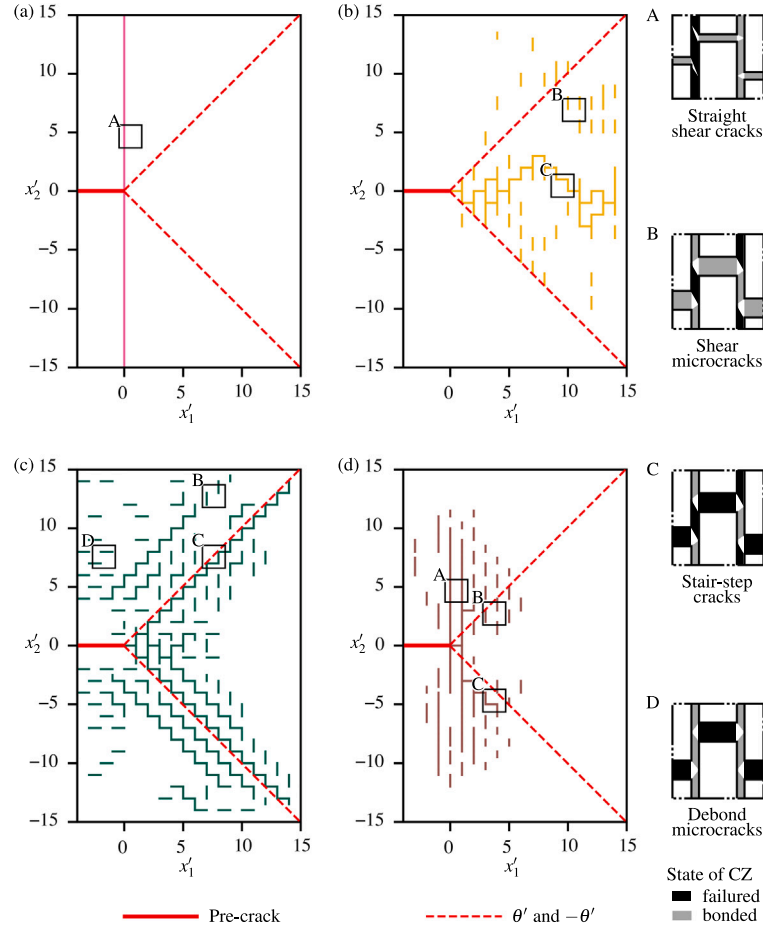 (a)
15
10
A
5
x′₂ 0
−5
−10
−15
0 5 10 15
x′₁
(b)
15
10
B
5
C
x′₂ 0
−5
−10
−15
0 5 10 15
x′₁
A
Straight
shear cracks
B
Shear
microcracks
(c)
15
B
10
D C
5
x′₂ 0
−5
−10
−15
0 5 10 15
x′₁
(d)
15
10
A
5
B
x′₂ 0
C
−5
−10
−15
0 5 10 15
x′₁
C
Stair-step
cracks
D
Debond
microcracks
State of CZ
failured
bonded
Pre-crack
θ′ and −θ′